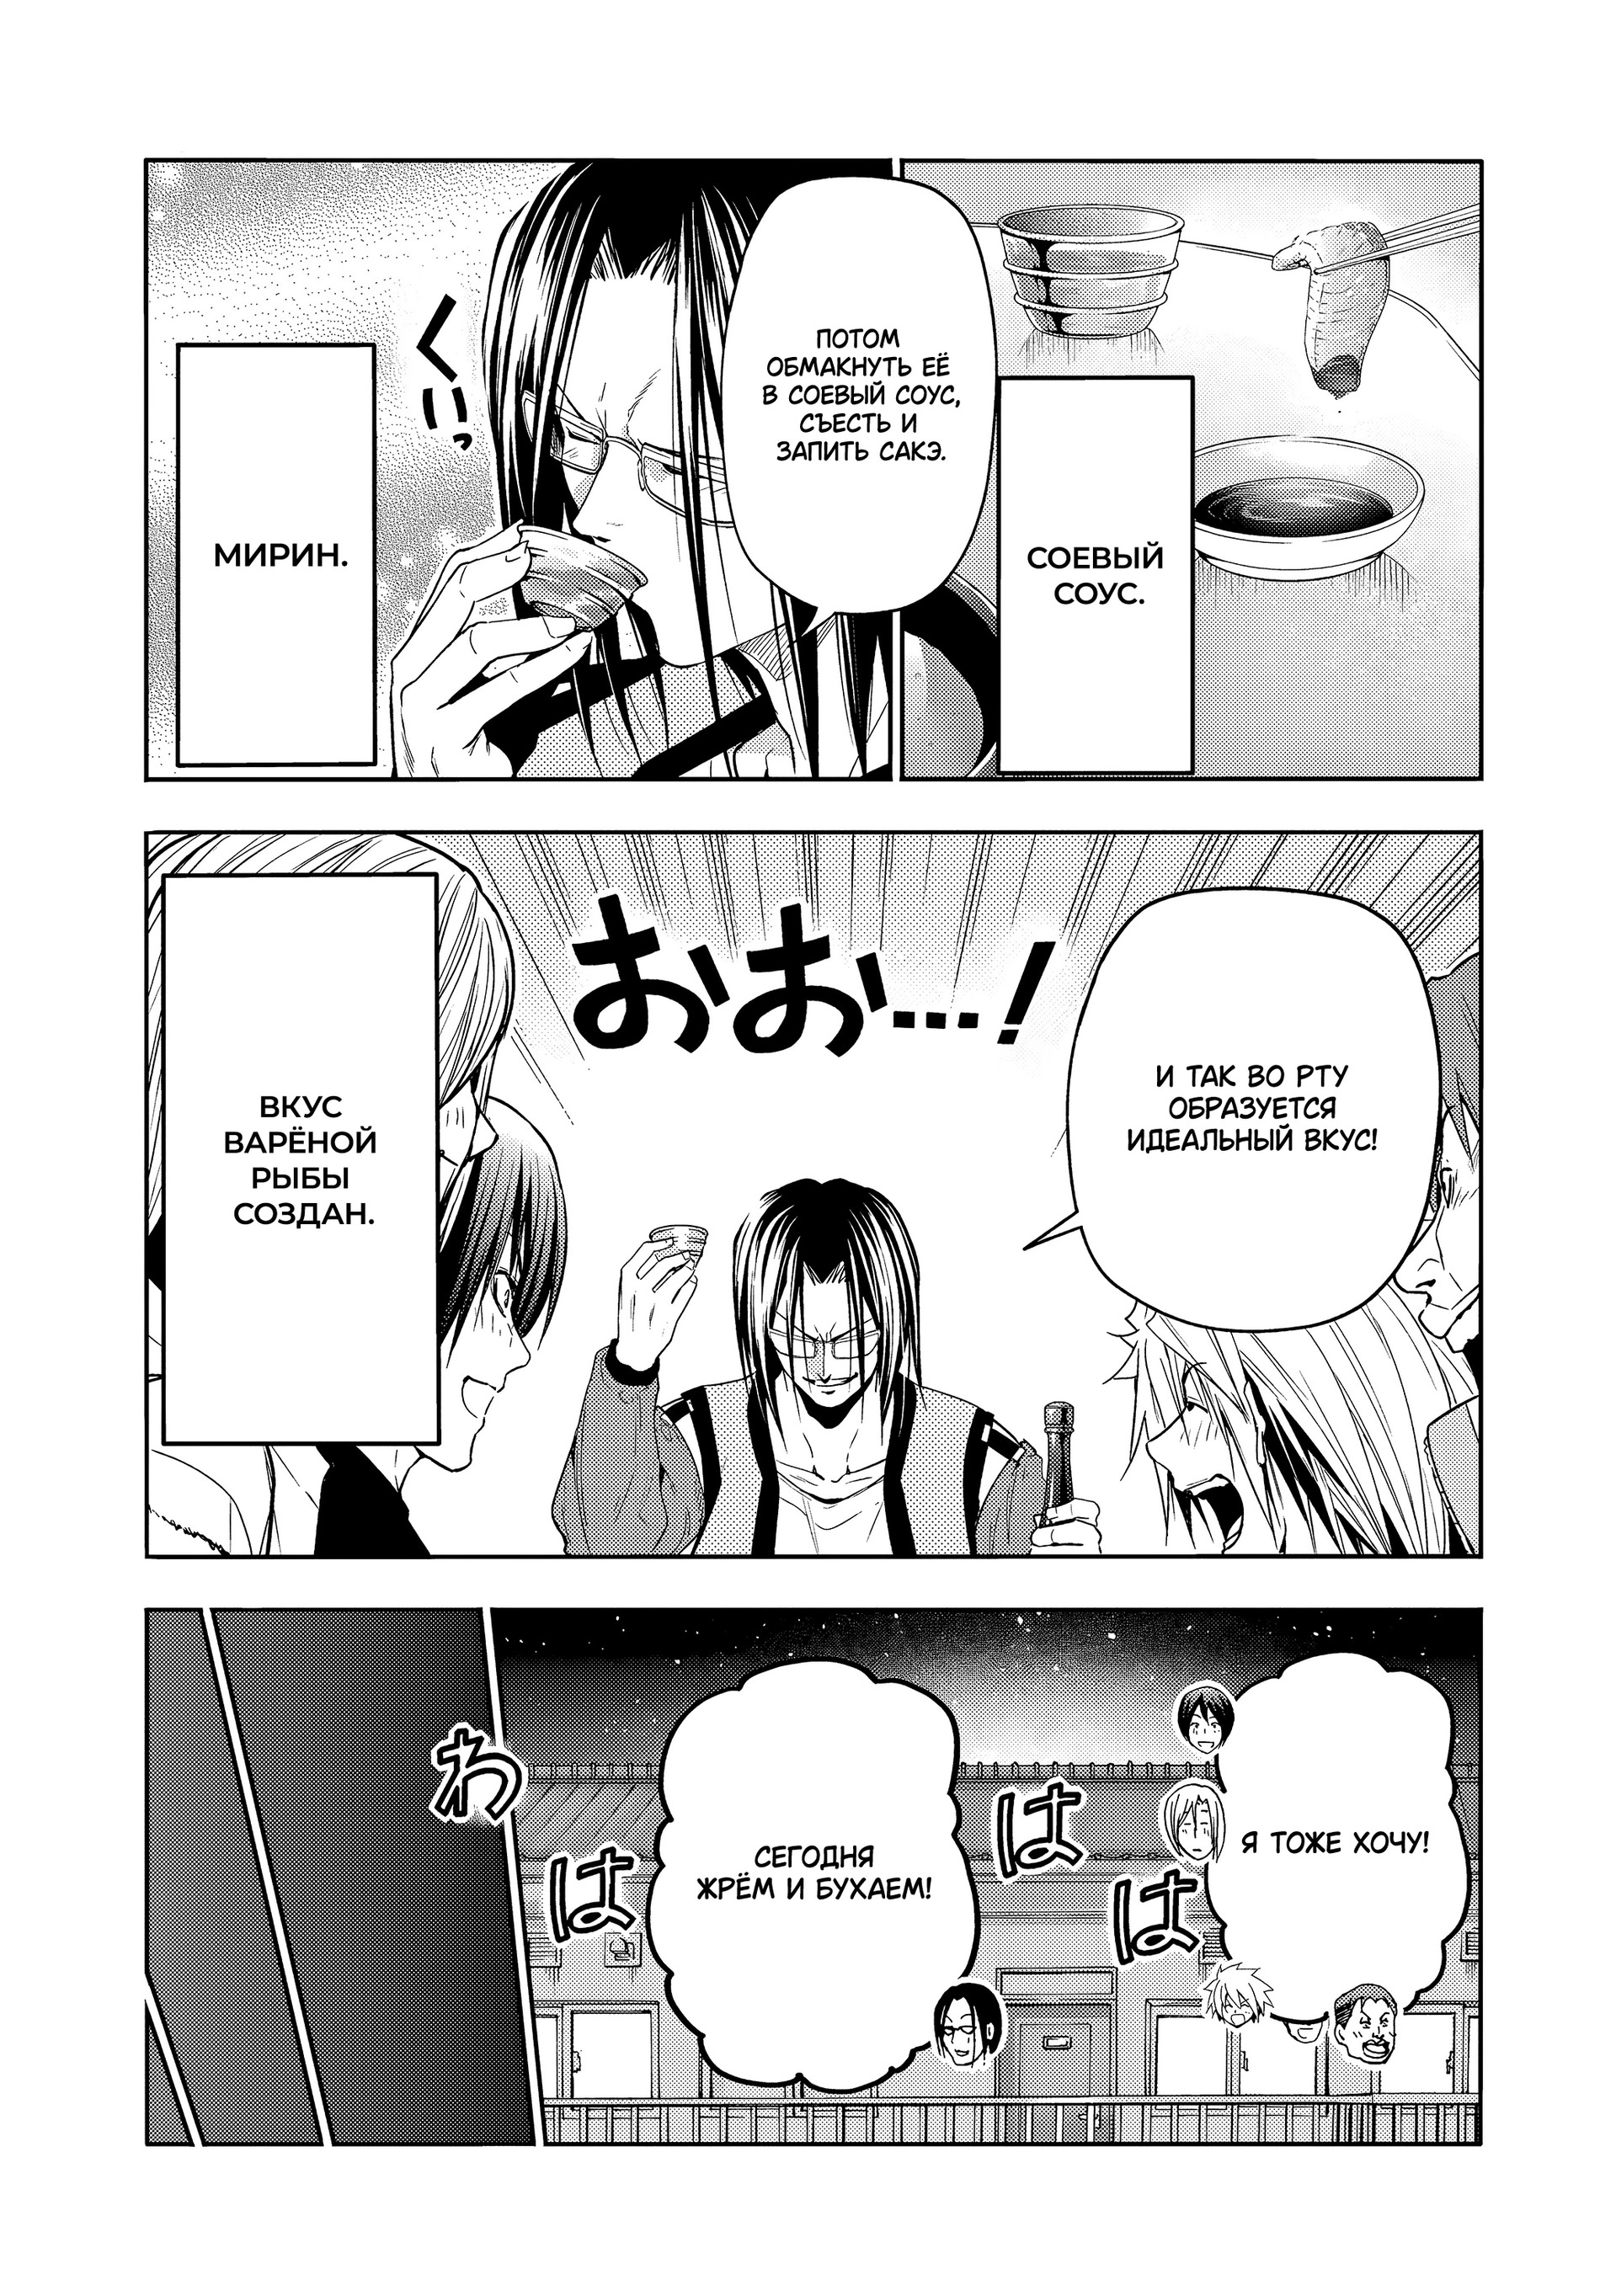 ПОТОМ
ОБМАКНУТЬ ЕЁ
В СОЕВЫЙ СОУС,
СЪЕСТЬ И
ЗАПИТЬ САКЭ.
СОЕВЫЙ
СОУС.
くいっ
МИРИН.
И ТАК ВО РТУ
ОБРАЗУЕТСЯ
ИДЕАЛЬНЫЙ ВКУС!
おお…!
ВКУС
ВАРЁНОЙ
РЫБЫ
СОЗДАН.
Я ТОЖЕ ХОЧУ!
はは
СЕГОДНЯ
ЖРЁМ И БУХАЕМ!
わは